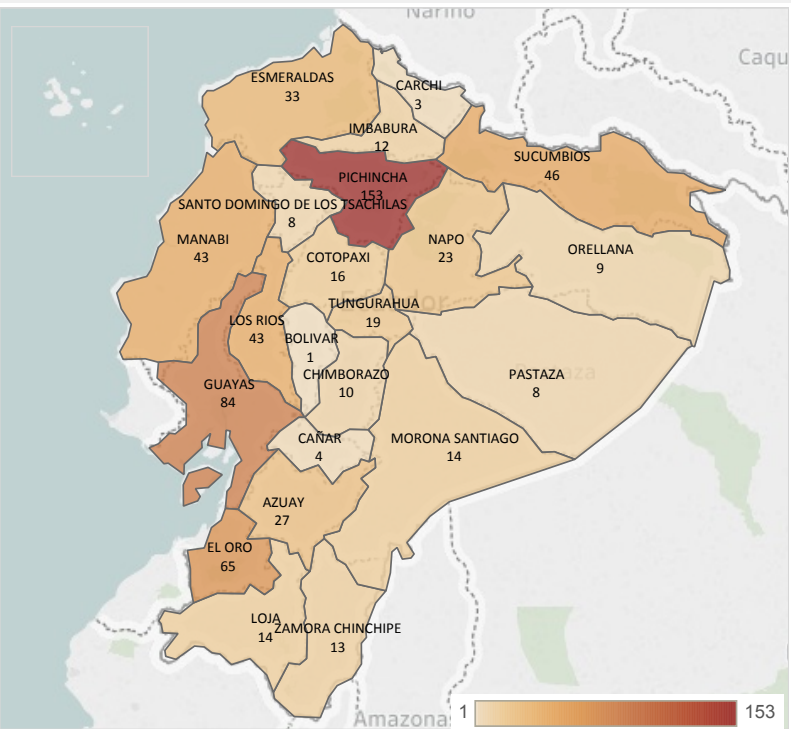 Nariño
Caqu
ESMERALDAS
33
CARCHI
3
IMBABURA
12
SUCUMBIOS
46
PICHINCHA
153
SANTO DOMINGO DE LOS TSACHILAS
8
MANABI
43
NAPO
23
ORELLANA
9
COTOPAXI
16
TUNGURAHUA
19
LOS RIOS
43
BOLIVAR
1
CHIMBORAZO
10
PASTAZA
8
GUAYAS
84
CAÑAR
4
MORONA SANTIAGO
14
AZUAY
27
EL ORO
65
LOJA
14
ZAMORA CHINCHIPE
13
Amazonas
1
153